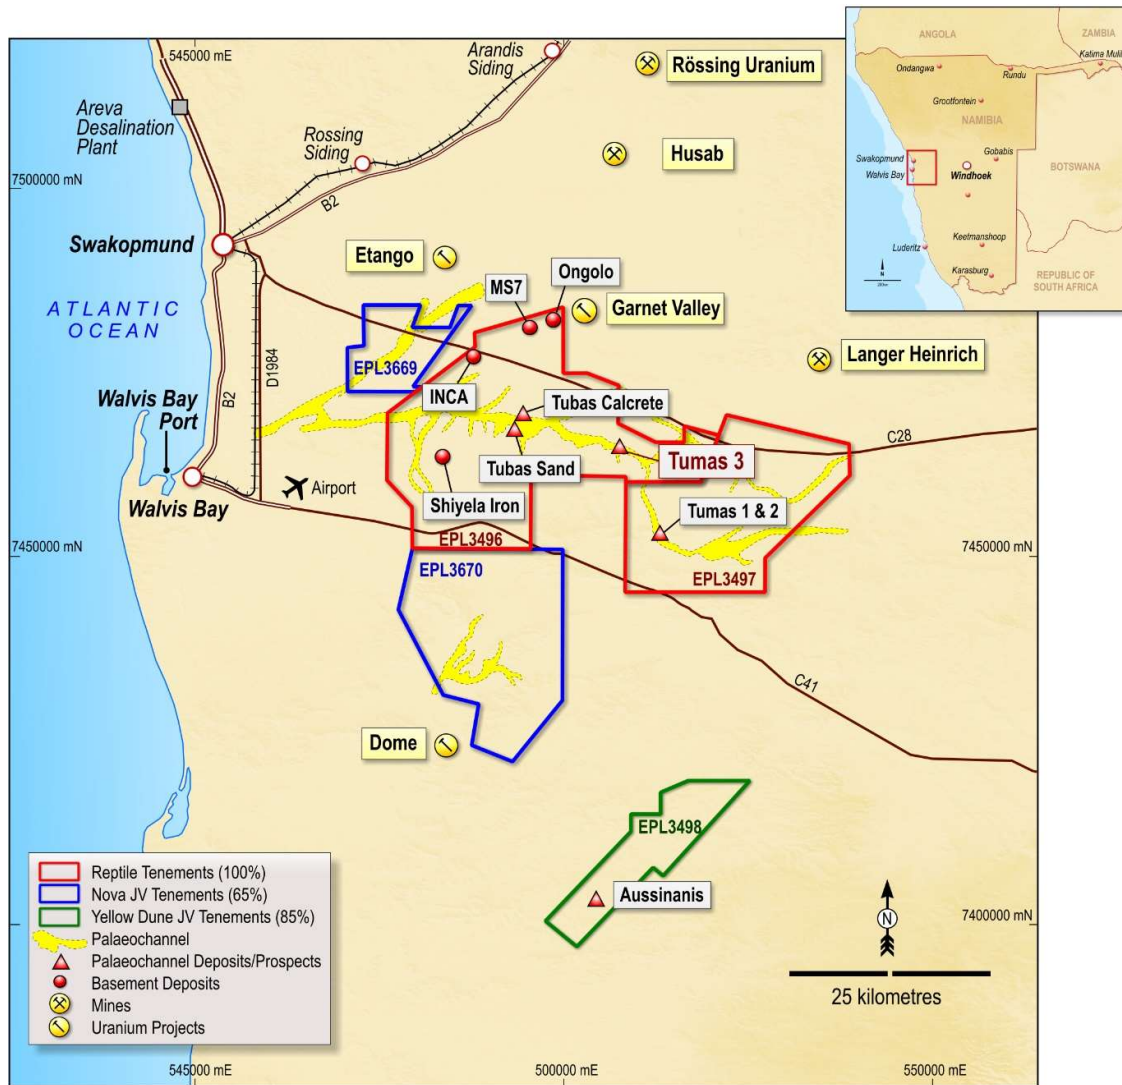 545000 mE
Arandis
Siding
Rössing Uranium
Areva
Desalination
Plant
Rossing
Siding
Husab
7500000 mN
B2
Swakopmund
Etango
MS7
Ongolo
Garnet Valley
ATLANTIC
OCEAN
D1984
EPL3669
Langer Heinrich
B2
Walvis Bay
Port
INCA
Tubas Calcrete
C28
Tumas 3
Tubas Sand
Airport
Walvis Bay
Shiyela Iron
Tumas 1 & 2
EPL3496
7450000 mN
7450000 mN
EPL3670
EPL3497
C41
Dome
EPL3498
Aussinanis
7400000 mN
N
25 kilometres
Reptile Tenements (100%)
Nova JV Tenements (65%)
Yellow Dune JV Tenements (85%)
Palaeochannel
Palaeochannel Deposits/Prospects
Basement Deposits
Mines
Uranium Projects
545000 mE
500000 mE
550000 mE
ANGOLA
ZAMBIA
Katima Muli
Ondangwa
Rundu
Grootfontein
NAMIBIA
Swakopmund
Gobabis
Walvis Bay
Windhoek
BOTSWANA
Luderitz
Keetmanshoop
N
Karasburg
REPUBLIC OF
SOUTH AFRICA